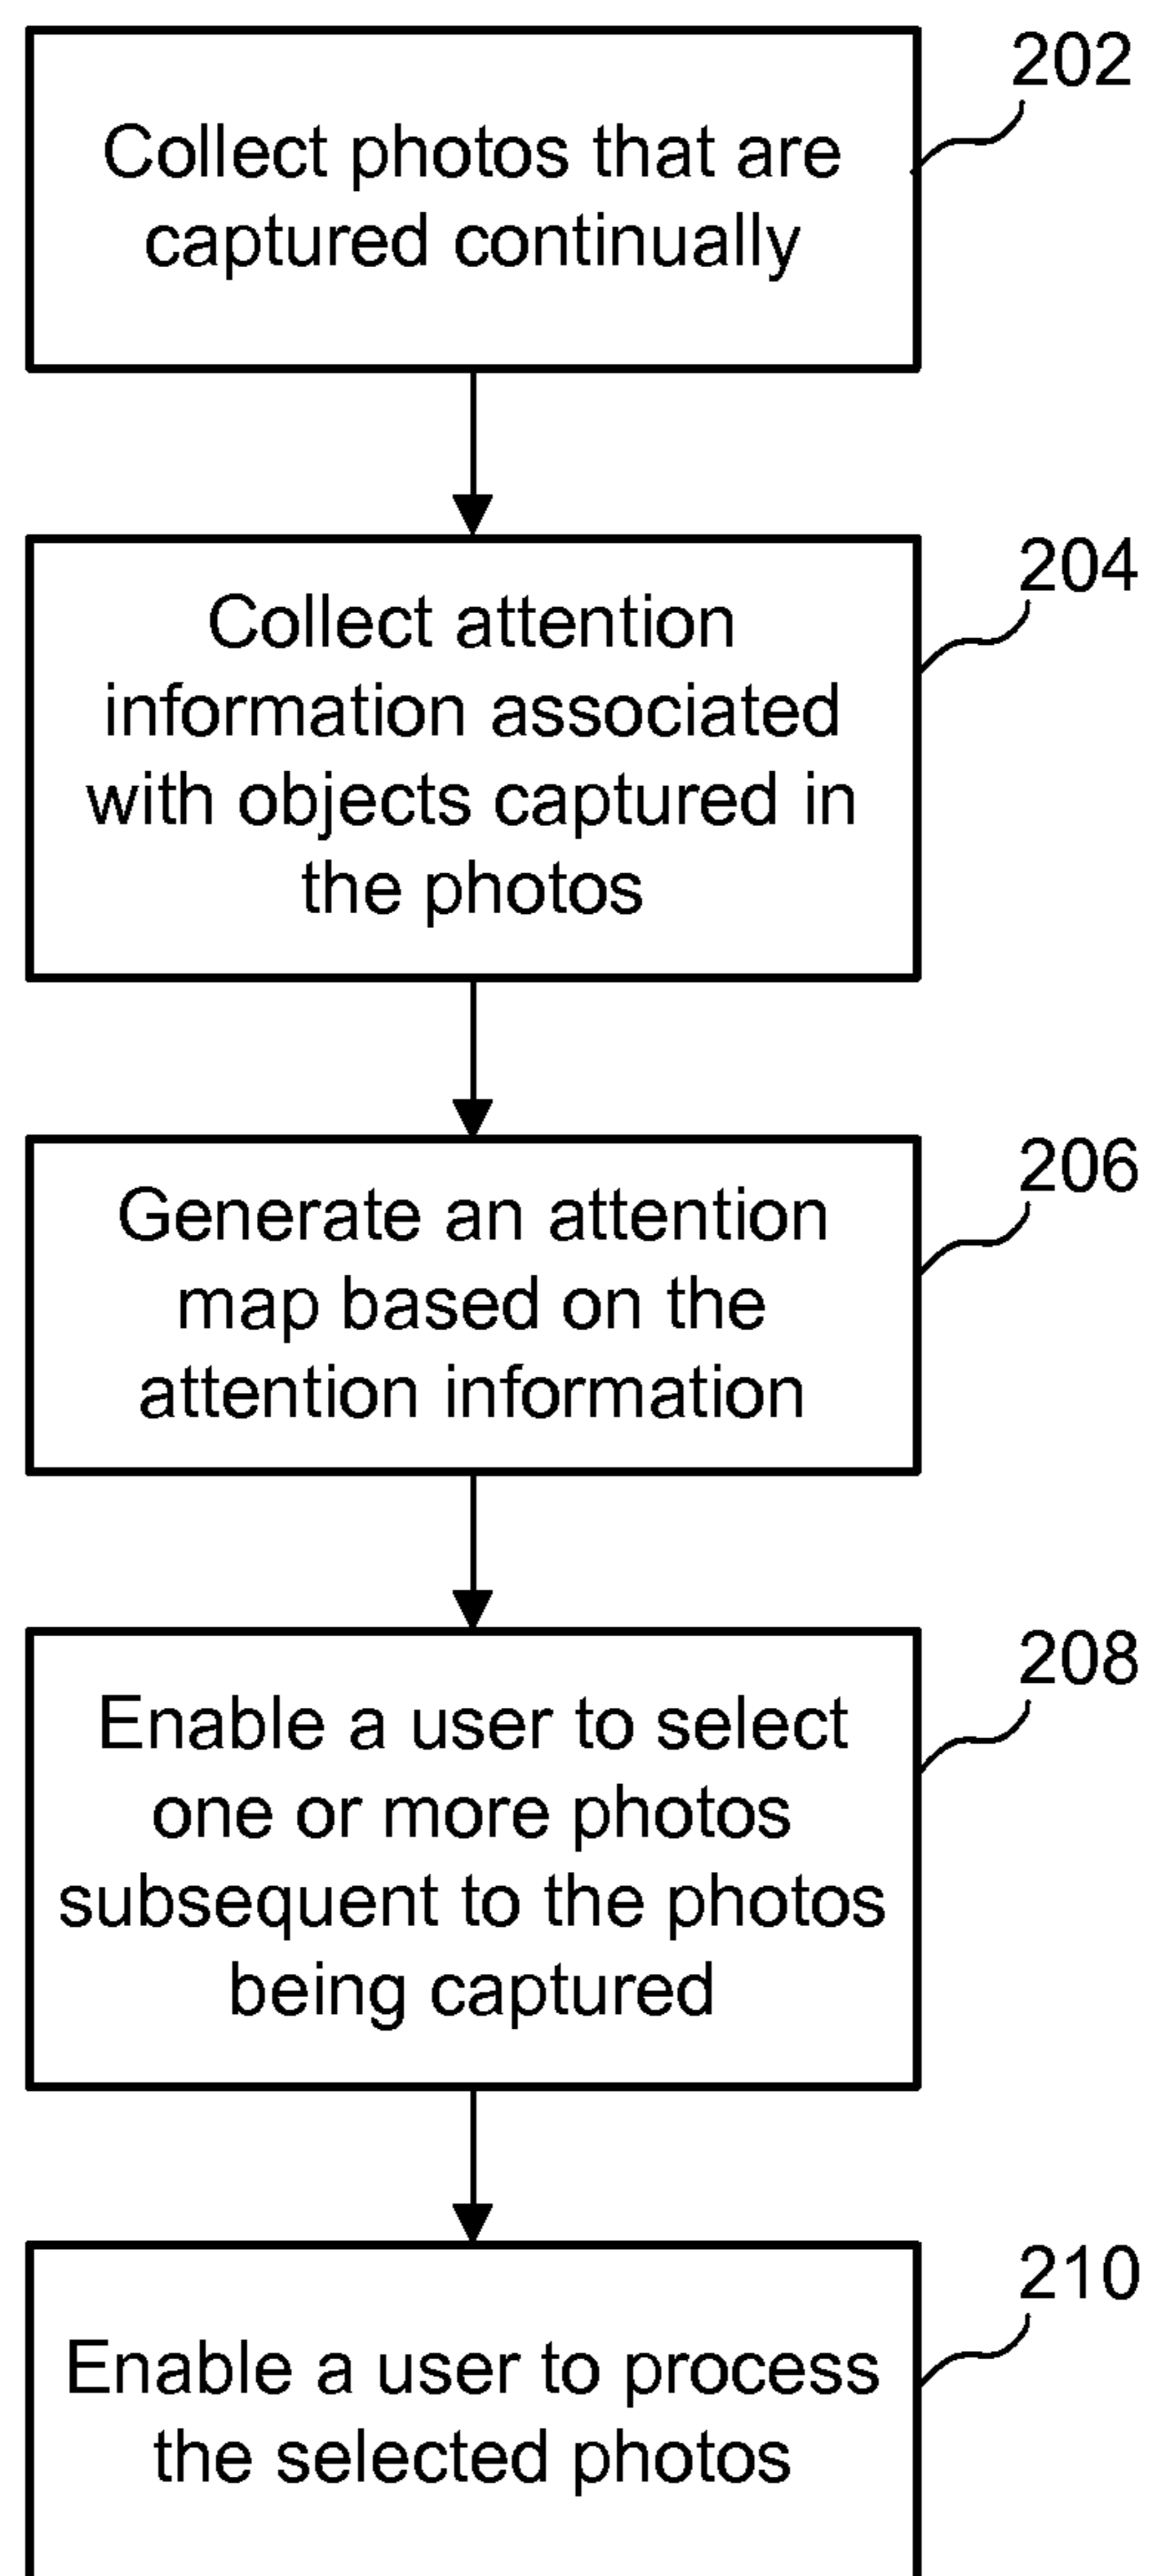 202
Collect photos that are
captured continually
204
Collect attention
information associated
with objects captured in
the photos
206
Generate an attention
map based on the
attention information
208
Enable a user to select
one or more photos
subsequent to the photos
being captured
210
Enable a user to process
the selected photos